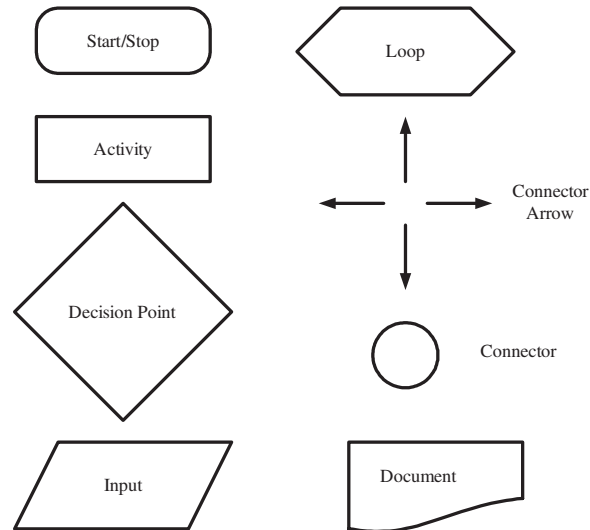 Start/Stop
Loop
Activity
Connector
Arrow
Decision Point
Connector
Input
Document